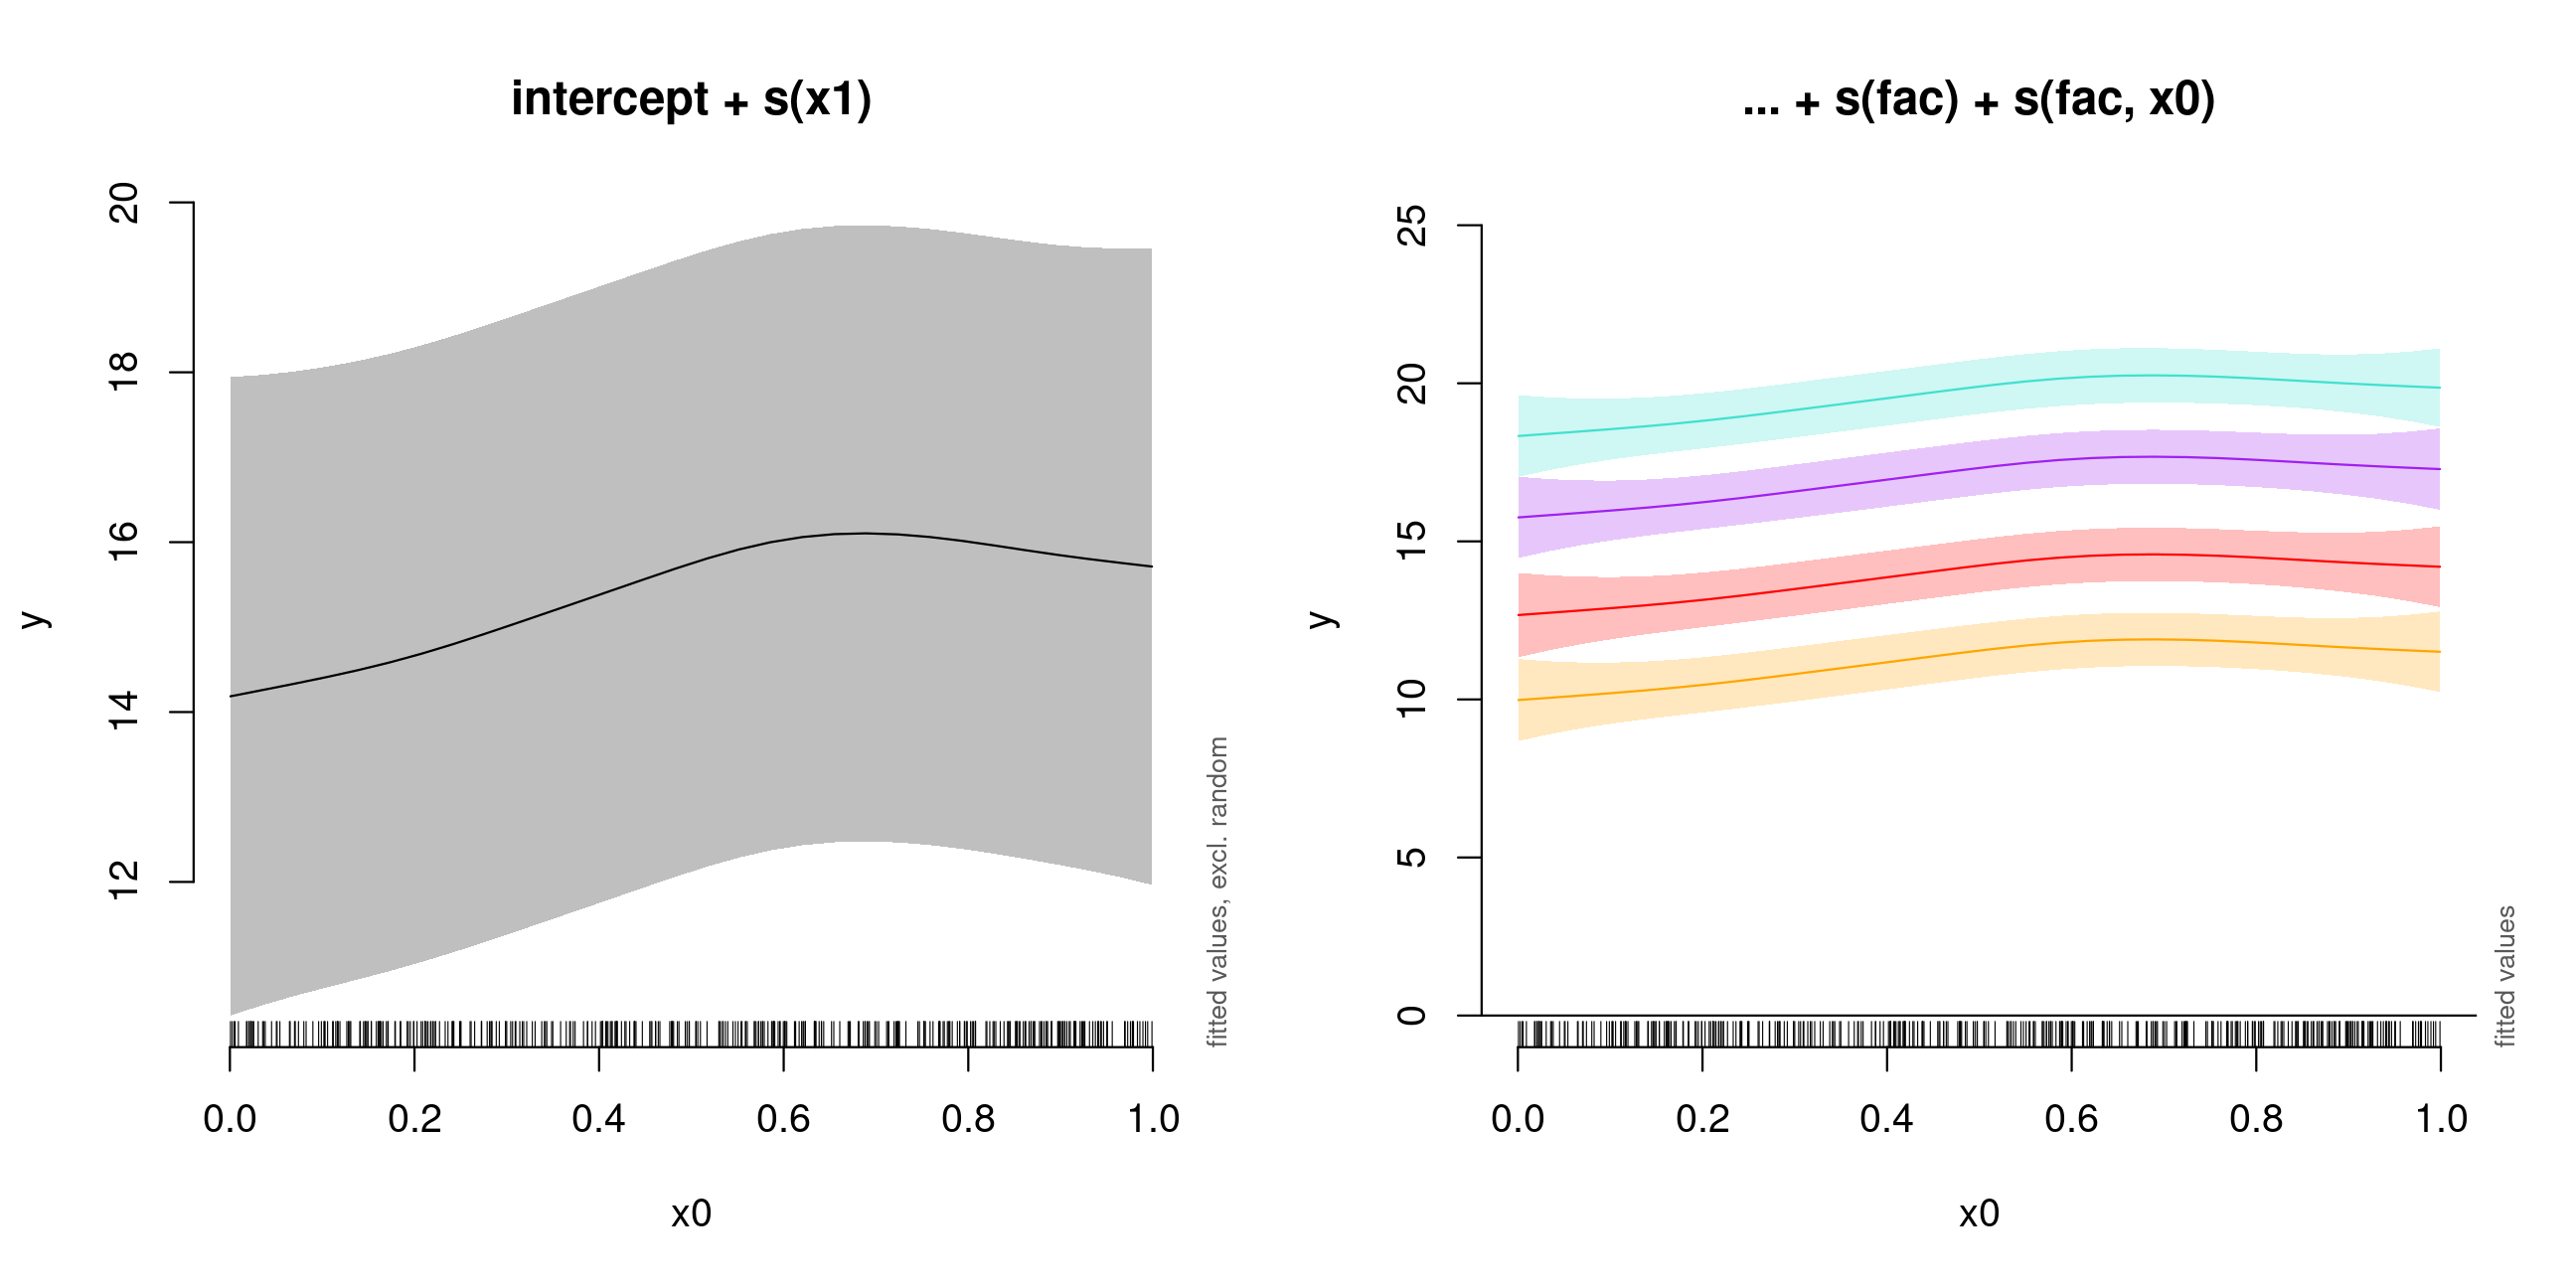 intercept + s(x1)
20
18
16
14
12
y
0.0 0.2 0.4 0.6 0.8 1.0
x0
fitted values, excl. random
... + s(fac) + s(fac, x0)
25
20
15
10
5
0
y
0.0 0.2 0.4 0.6 0.8 1.0
x0
fitted values